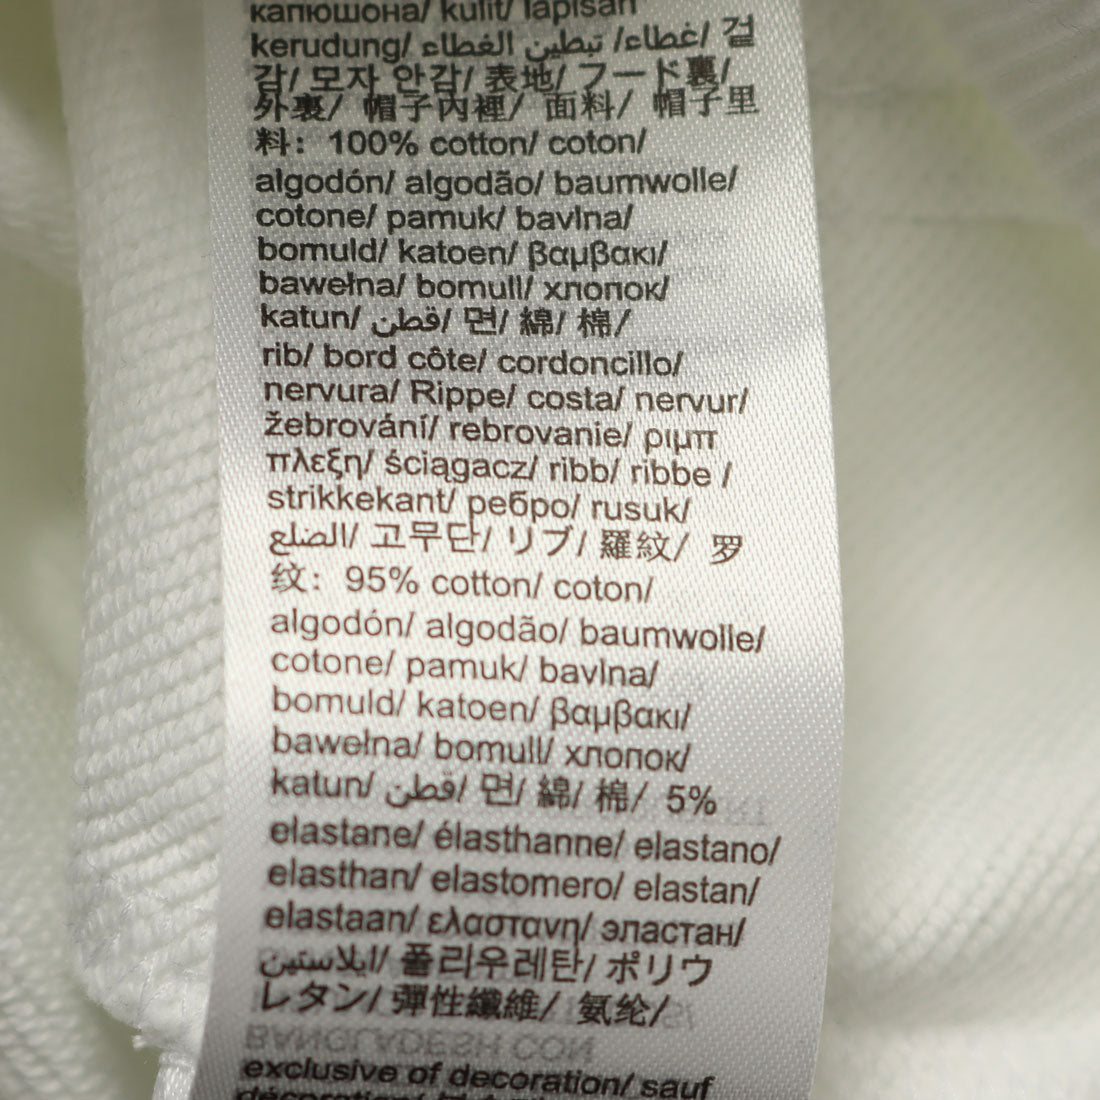 капюшона/ kulit/ lapisan
kerudung/ غطاء/ تبطين الغطاء/ 겉
감/ 모자 안감/ 表地/ フード裏/
外裏/ 帽子內裡/ 面料/ 帽子里
料: 100% cotton/ coton/
algodón/ algodão/ baumwolle/
cotone/ pamuk/ bavlna/
bomuld/ katoen/ βαμβακι/
bawełna/ bomull/ хлопок/
katun/ قطن/ 면/ 綿/ 棉/
rib/ bord côte/ cordoncillo/
nervura/ Rippe/ costa/ nervur/
žebrování/ rebrovanie/ ριμπ
πλεξη/ ściągacz/ ribb/ ribbe /
strikkekant/ ребро/ rusuk/
الضلع/ 고무단/ リブ/ 羅紋/ 罗
纹: 95% cotton/ coton/
algodón/ algodão/ baumwolle/
cotone/ pamuk/ bavlna/
bomuld/ katoen/ βαμβακι/
bawełna/ bomull/ хлопок/
katun/ قطن/ 면/ 綿/ 棉/ 5%
elastane/ élasthanne/ elastano/
elasthan/ elastomero/ elastan/
elastaan/ ελαστανη/ эластан/
ايلاستين/ 폴리우레탄/ ポリウ
レタン/ 彈性纖維/ 氨纶/
BANGLADESH CON
exclusive of decoration/ sauf